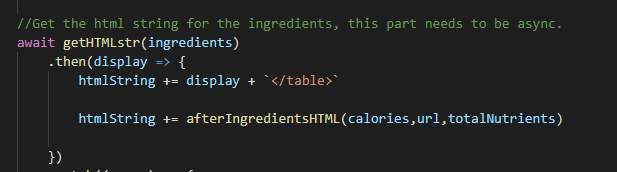 //Get the html string for the ingredients, this part needs to be async.
await getHTMLstr(ingredients)
.then(display => {
htmlString += display + `</table>`
htmlString += afterIngredientsHTML(calories,url,totalNutrients)
})